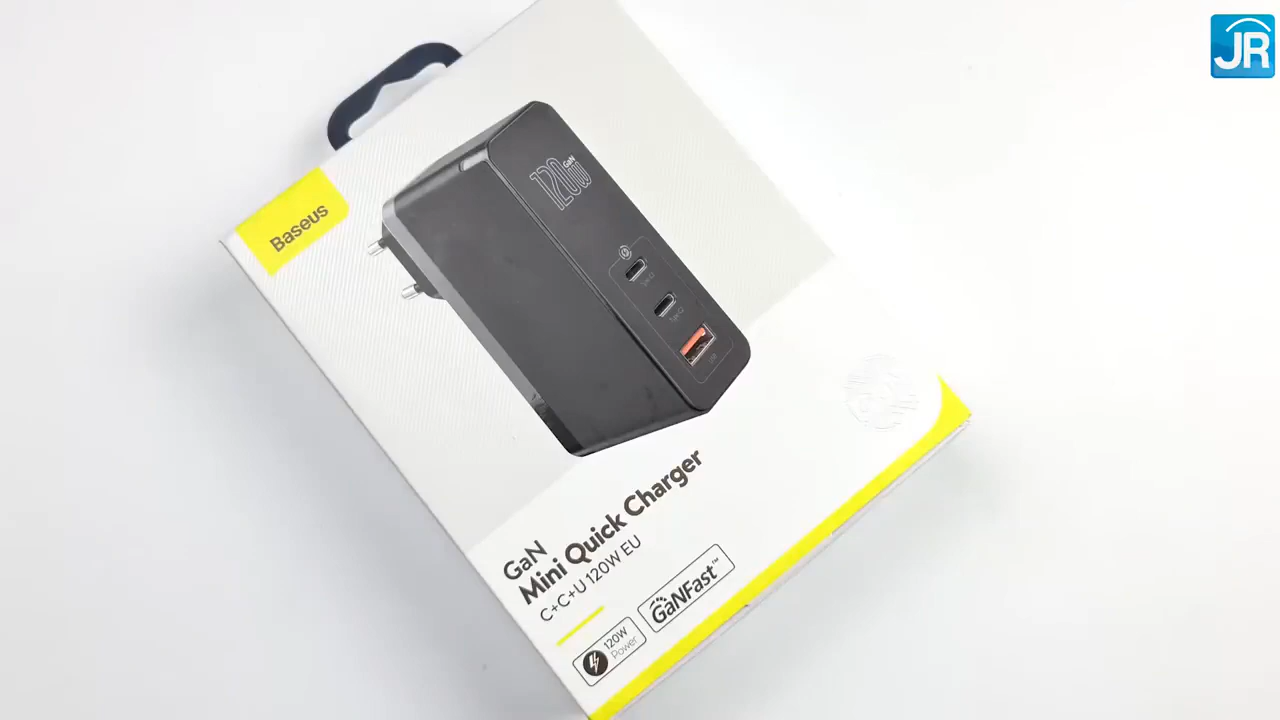 JR
Baseus
120W
GaN
GaN
Mini Quick Charger
C+C+U 120W EU
120W
Power
GaNFast™